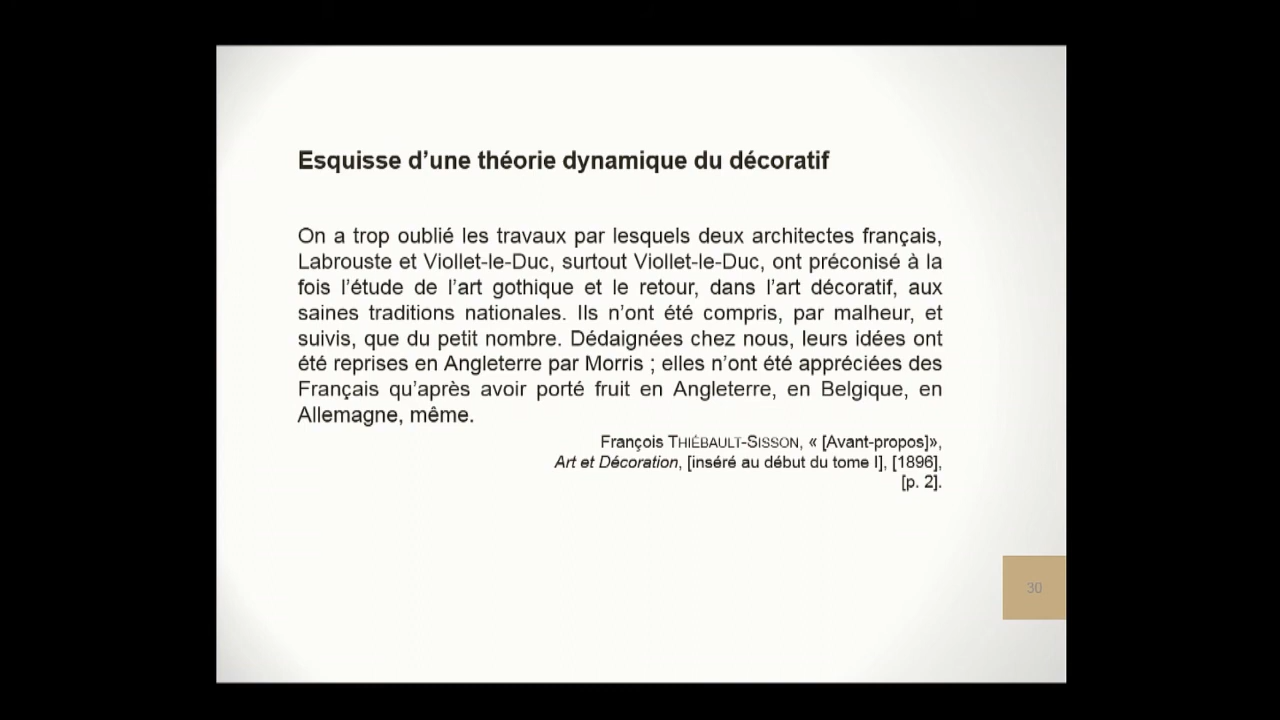 Esquisse d’une théorie dynamique du décoratif
On a trop oublié les travaux par lesquels deux architectes français,
Labrouste et Viollet-le-Duc, surtout Viollet-le-Duc, ont préconisé à la
fois l’étude de l’art gothique et le retour, dans l’art décoratif, aux
saines traditions nationales. Ils n’ont été compris, par malheur, et
suivis, que du petit nombre. Dédaignées chez nous, leurs idées ont
été reprises en Angleterre par Morris ; elles n’ont été appréciées des
Français qu’après avoir porté fruit en Angleterre, en Belgique, en
Allemagne, même.
François THIÉBAULT-SISSON, « [Avant-propos]»,
Art et Décoration, [inséré au début du tome I], [1896],
[p. 2].
30